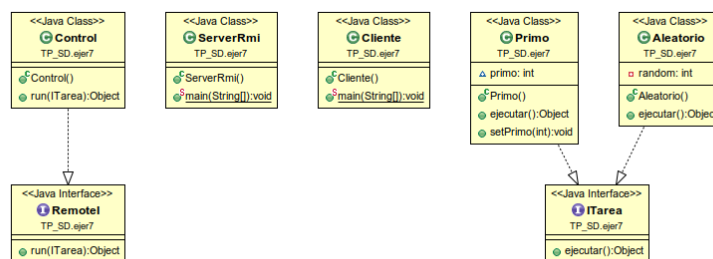 <<Java Class>>
Control
TP_SD.ejer7
Control()
run(ITarea):Object
<<Java Class>>
ServerRmi
TP_SD.ejer7
ServerRmi()
main(String[]):void
<<Java Class>>
Cliente
TP_SD.ejer7
Cliente()
main(String[]):void
<<Java Class>>
Primo
TP_SD.ejer7
primo: int
Primo()
ejecutar():Object
setPrimo(int):void
<<Java Class>>
Aleatorio
TP_SD.ejer7
random: int
Aleatorio()
ejecutar():Object
<<Java Interface>>
RemoteI
TP_SD.ejer7
run(ITarea):Object
<<Java Interface>>
ITarea
TP_SD.ejer7
ejecutar():Object